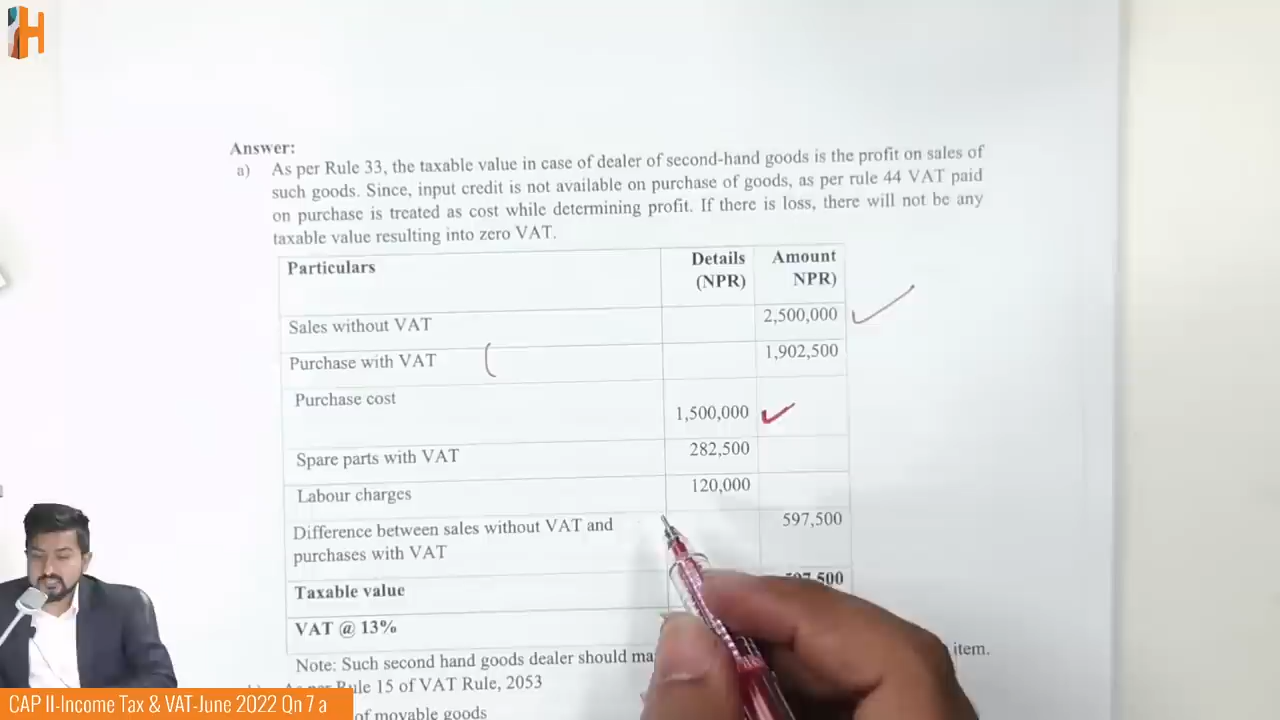 H
Answer:
a) As per Rule 33, the taxable value in case of dealer of second-hand goods is the profit on sales of
such goods. Since, input credit is not available on purchase of goods, as per rule 44 VAT paid
on purchase is treated as cost while determining profit. If there is loss, there will not be any
taxable value resulting into zero VAT.
Particulars Details (NPR) Amount NPR)
Sales without VAT 2,500,000
Purchase with VAT 1,902,500
Purchase cost 1,500,000
Spare parts with VAT 282,500
Labour charges 120,000
Difference between sales without VAT and 597,500
purchases with VAT
Taxable value
VAT @ 13%
Note: Such second hand goods dealer should item.
Rule 15 of VAT Rule, 2053
of movable goods
CAP II-Income Tax & VAT-June 2022 Qn 7 a